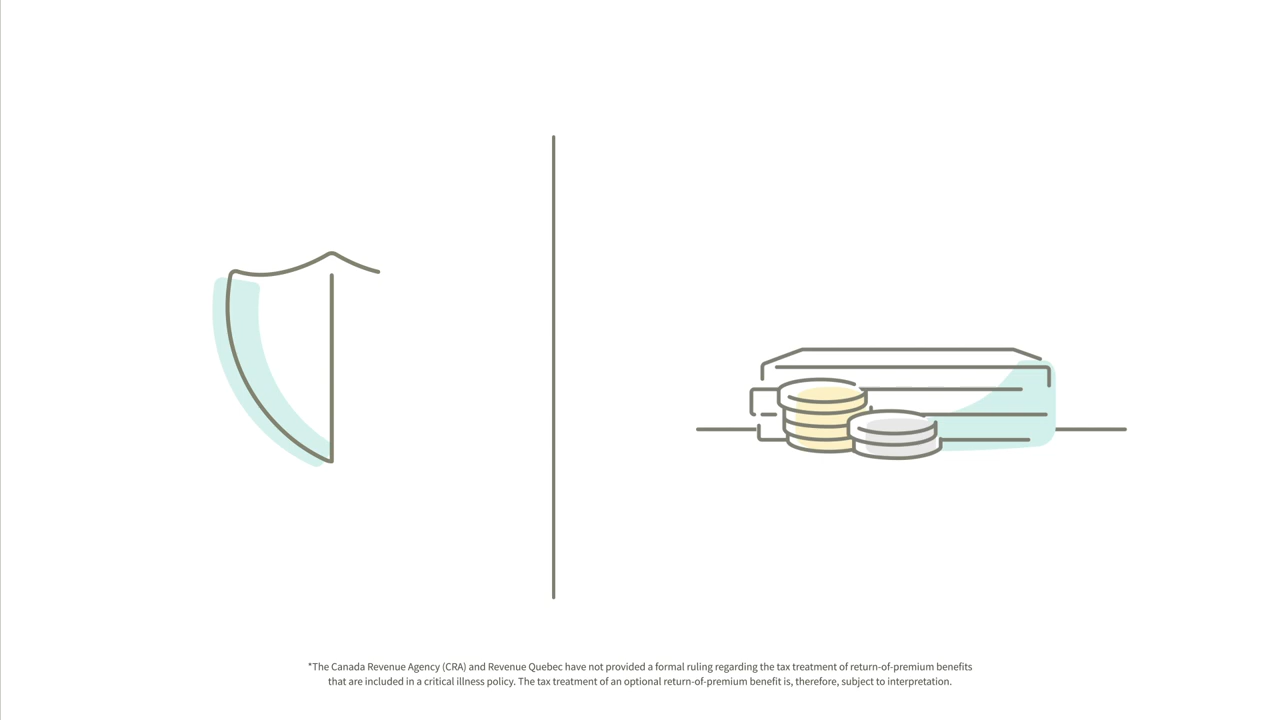 *The Canada Revenue Agency (CRA) and Revenue Quebec have not provided a formal ruling regarding the tax treatment of return-of-premium benefits
that are included in a critical illness policy. The tax treatment of an optional return-of-premium benefit is, therefore, subject to interpretation.